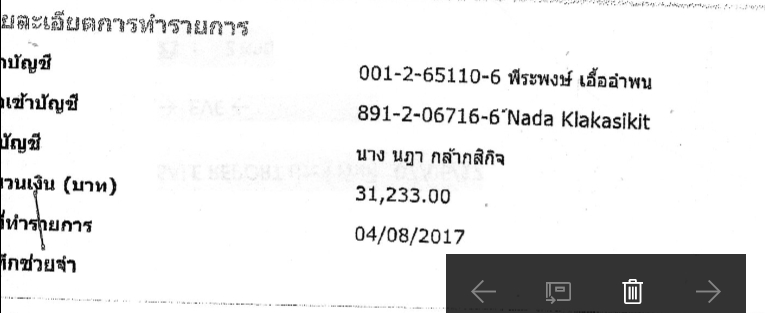 ยละเอียดการทำรายการ
กบัญชี 001-2-65110-6 พีระพงษ์ เอื้ออำพน
เข้าบัญชี 891-2-06716-6 Nada Klakasikit
บัญชี นาง นฎา กล้ากสิกิจ
วนเงิน (บาท) 31,233.00
ที่ทำรายการ 04/08/2017
ทึกช่วยจำ